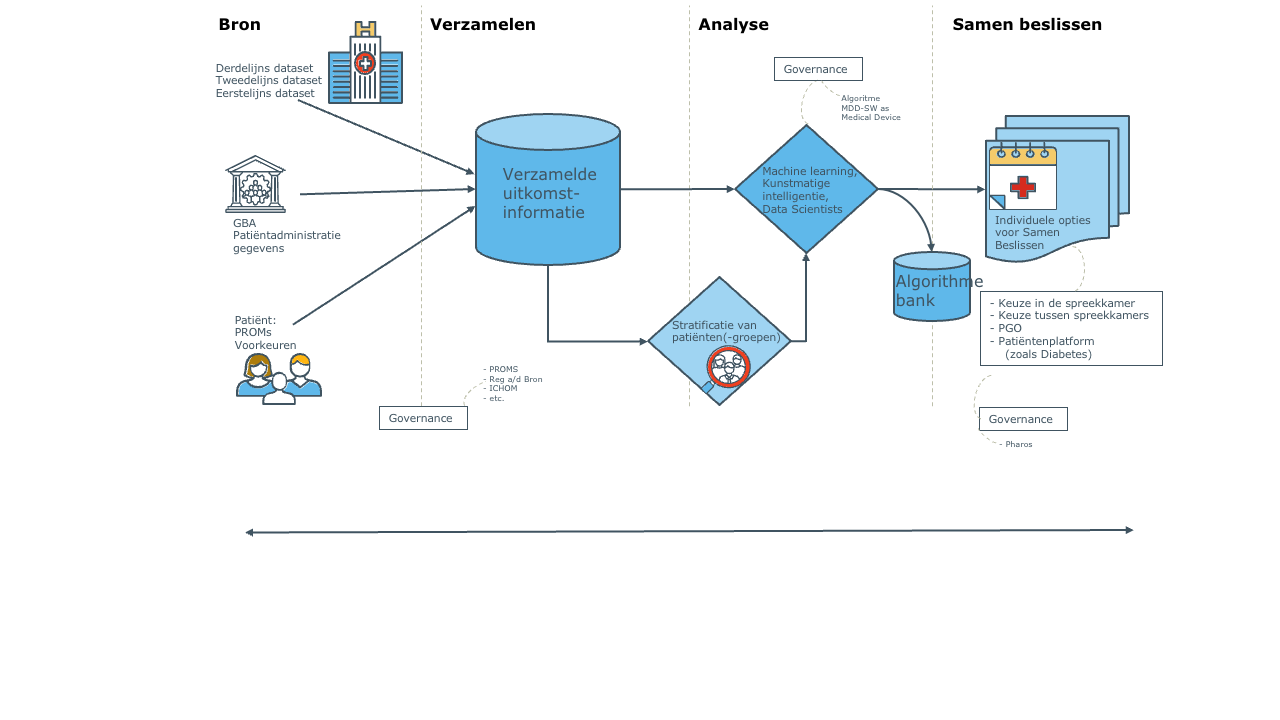 Bron
Verzamelen
Analyse
Samen beslissen
Derdelijns dataset
Tweedelijns dataset
Eerstelijns dataset
GBA
Patiëntadministratie
gegevens
Patiënt:
PROMs
Voorkeuren
Verzamelde
uitkomst-
informatie
- PROMS
- Reg a/d Bron
- ICHOM
- etc.
Governance
Governance
Algoritme
MDD-SW as
Medical Device
Machine learning,
Kunstmatige
intelligentie,
Data Scientists
Stratificatie van
patiënten(-groepen)
Algorithme
bank
Individuele opties
voor Samen
Beslissen
- Keuze in de spreekkamer
- Keuze tussen spreekkamers
- PGO
- Patiëntenplatform
(zoals Diabetes)
Governance
- Pharos